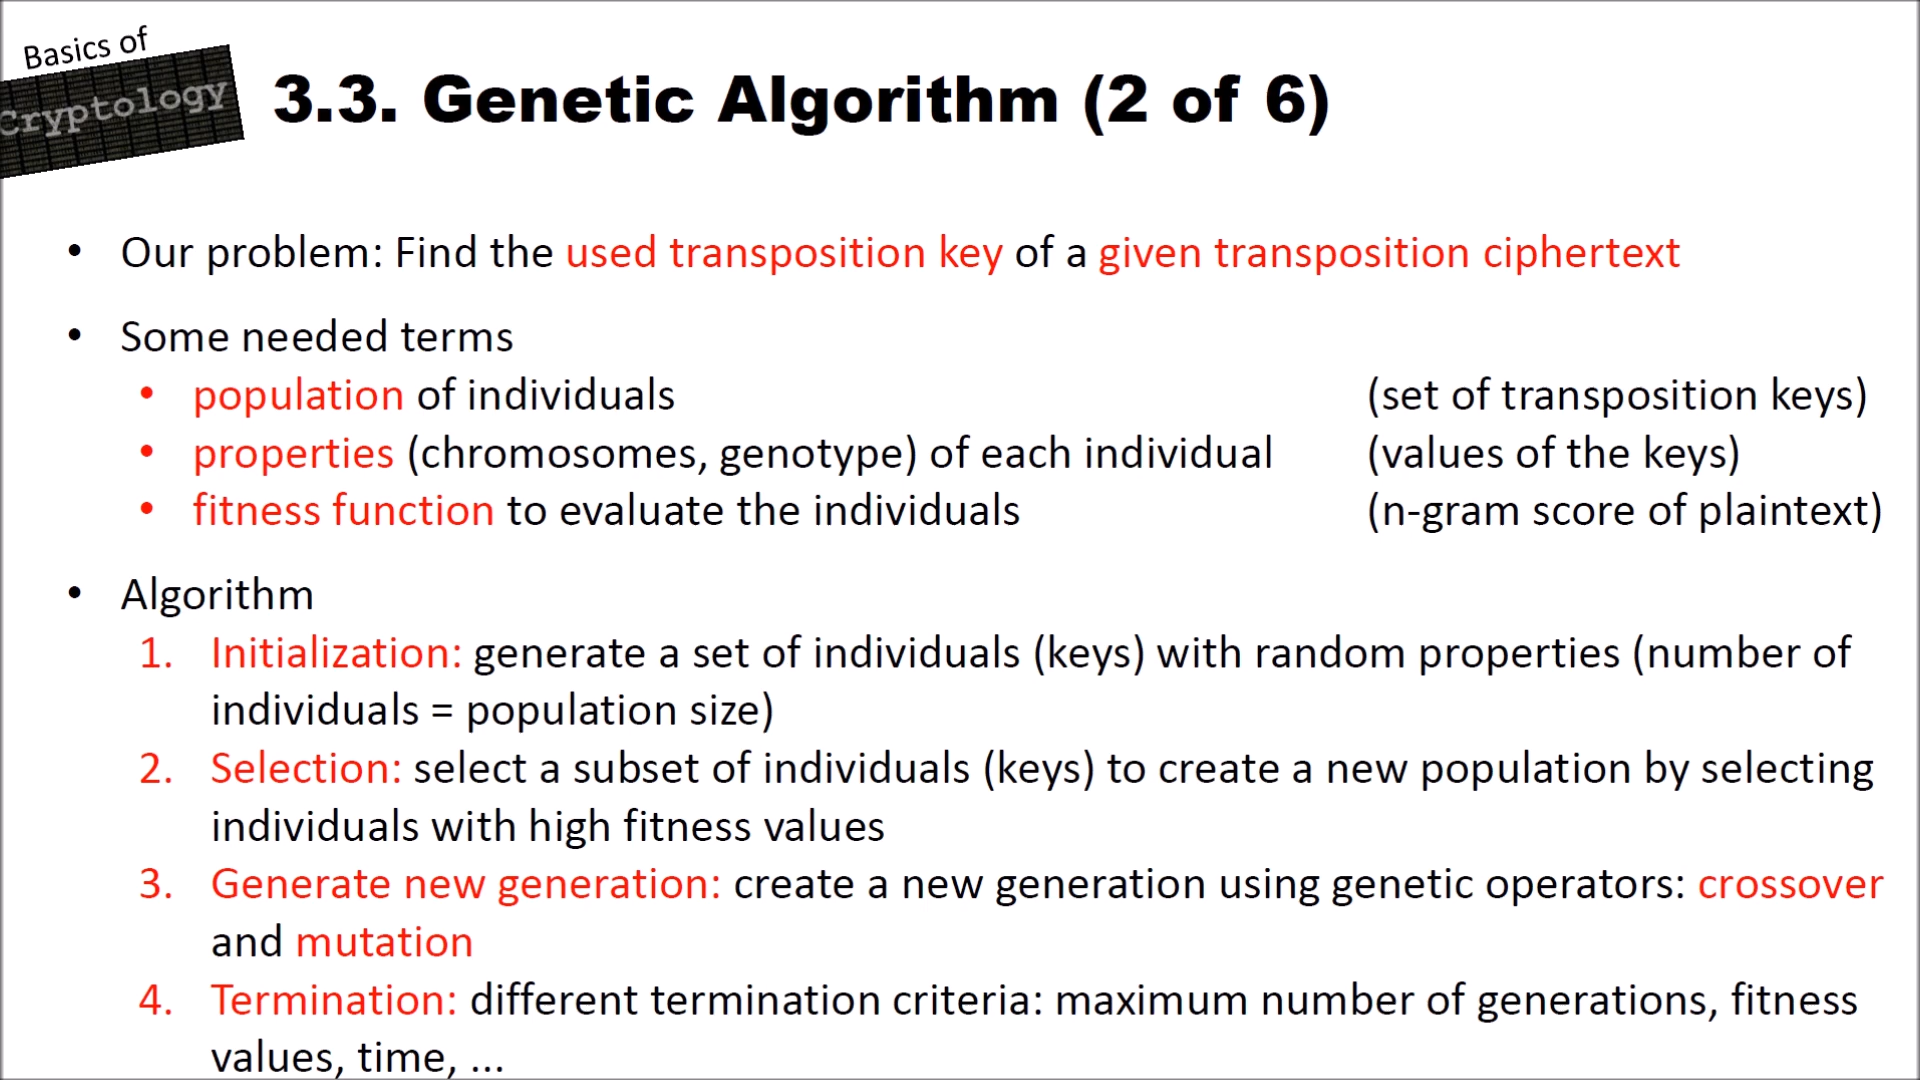 Basics of
Cryptology
3.3. Genetic Algorithm (2 of 6)
• Our problem: Find the used transposition key of a given transposition ciphertext
• Some needed terms
• population of individuals (set of transposition keys)
• properties (chromosomes, genotype) of each individual (values of the keys)
• fitness function to evaluate the individuals (n-gram score of plaintext)
• Algorithm
1. Initialization: generate a set of individuals (keys) with random properties (number of
individuals = population size)
2. Selection: select a subset of individuals (keys) to create a new population by selecting
individuals with high fitness values
3. Generate new generation: create a new generation using genetic operators: crossover
and mutation
4. Termination: different termination criteria: maximum number of generations, fitness
values, time, ...